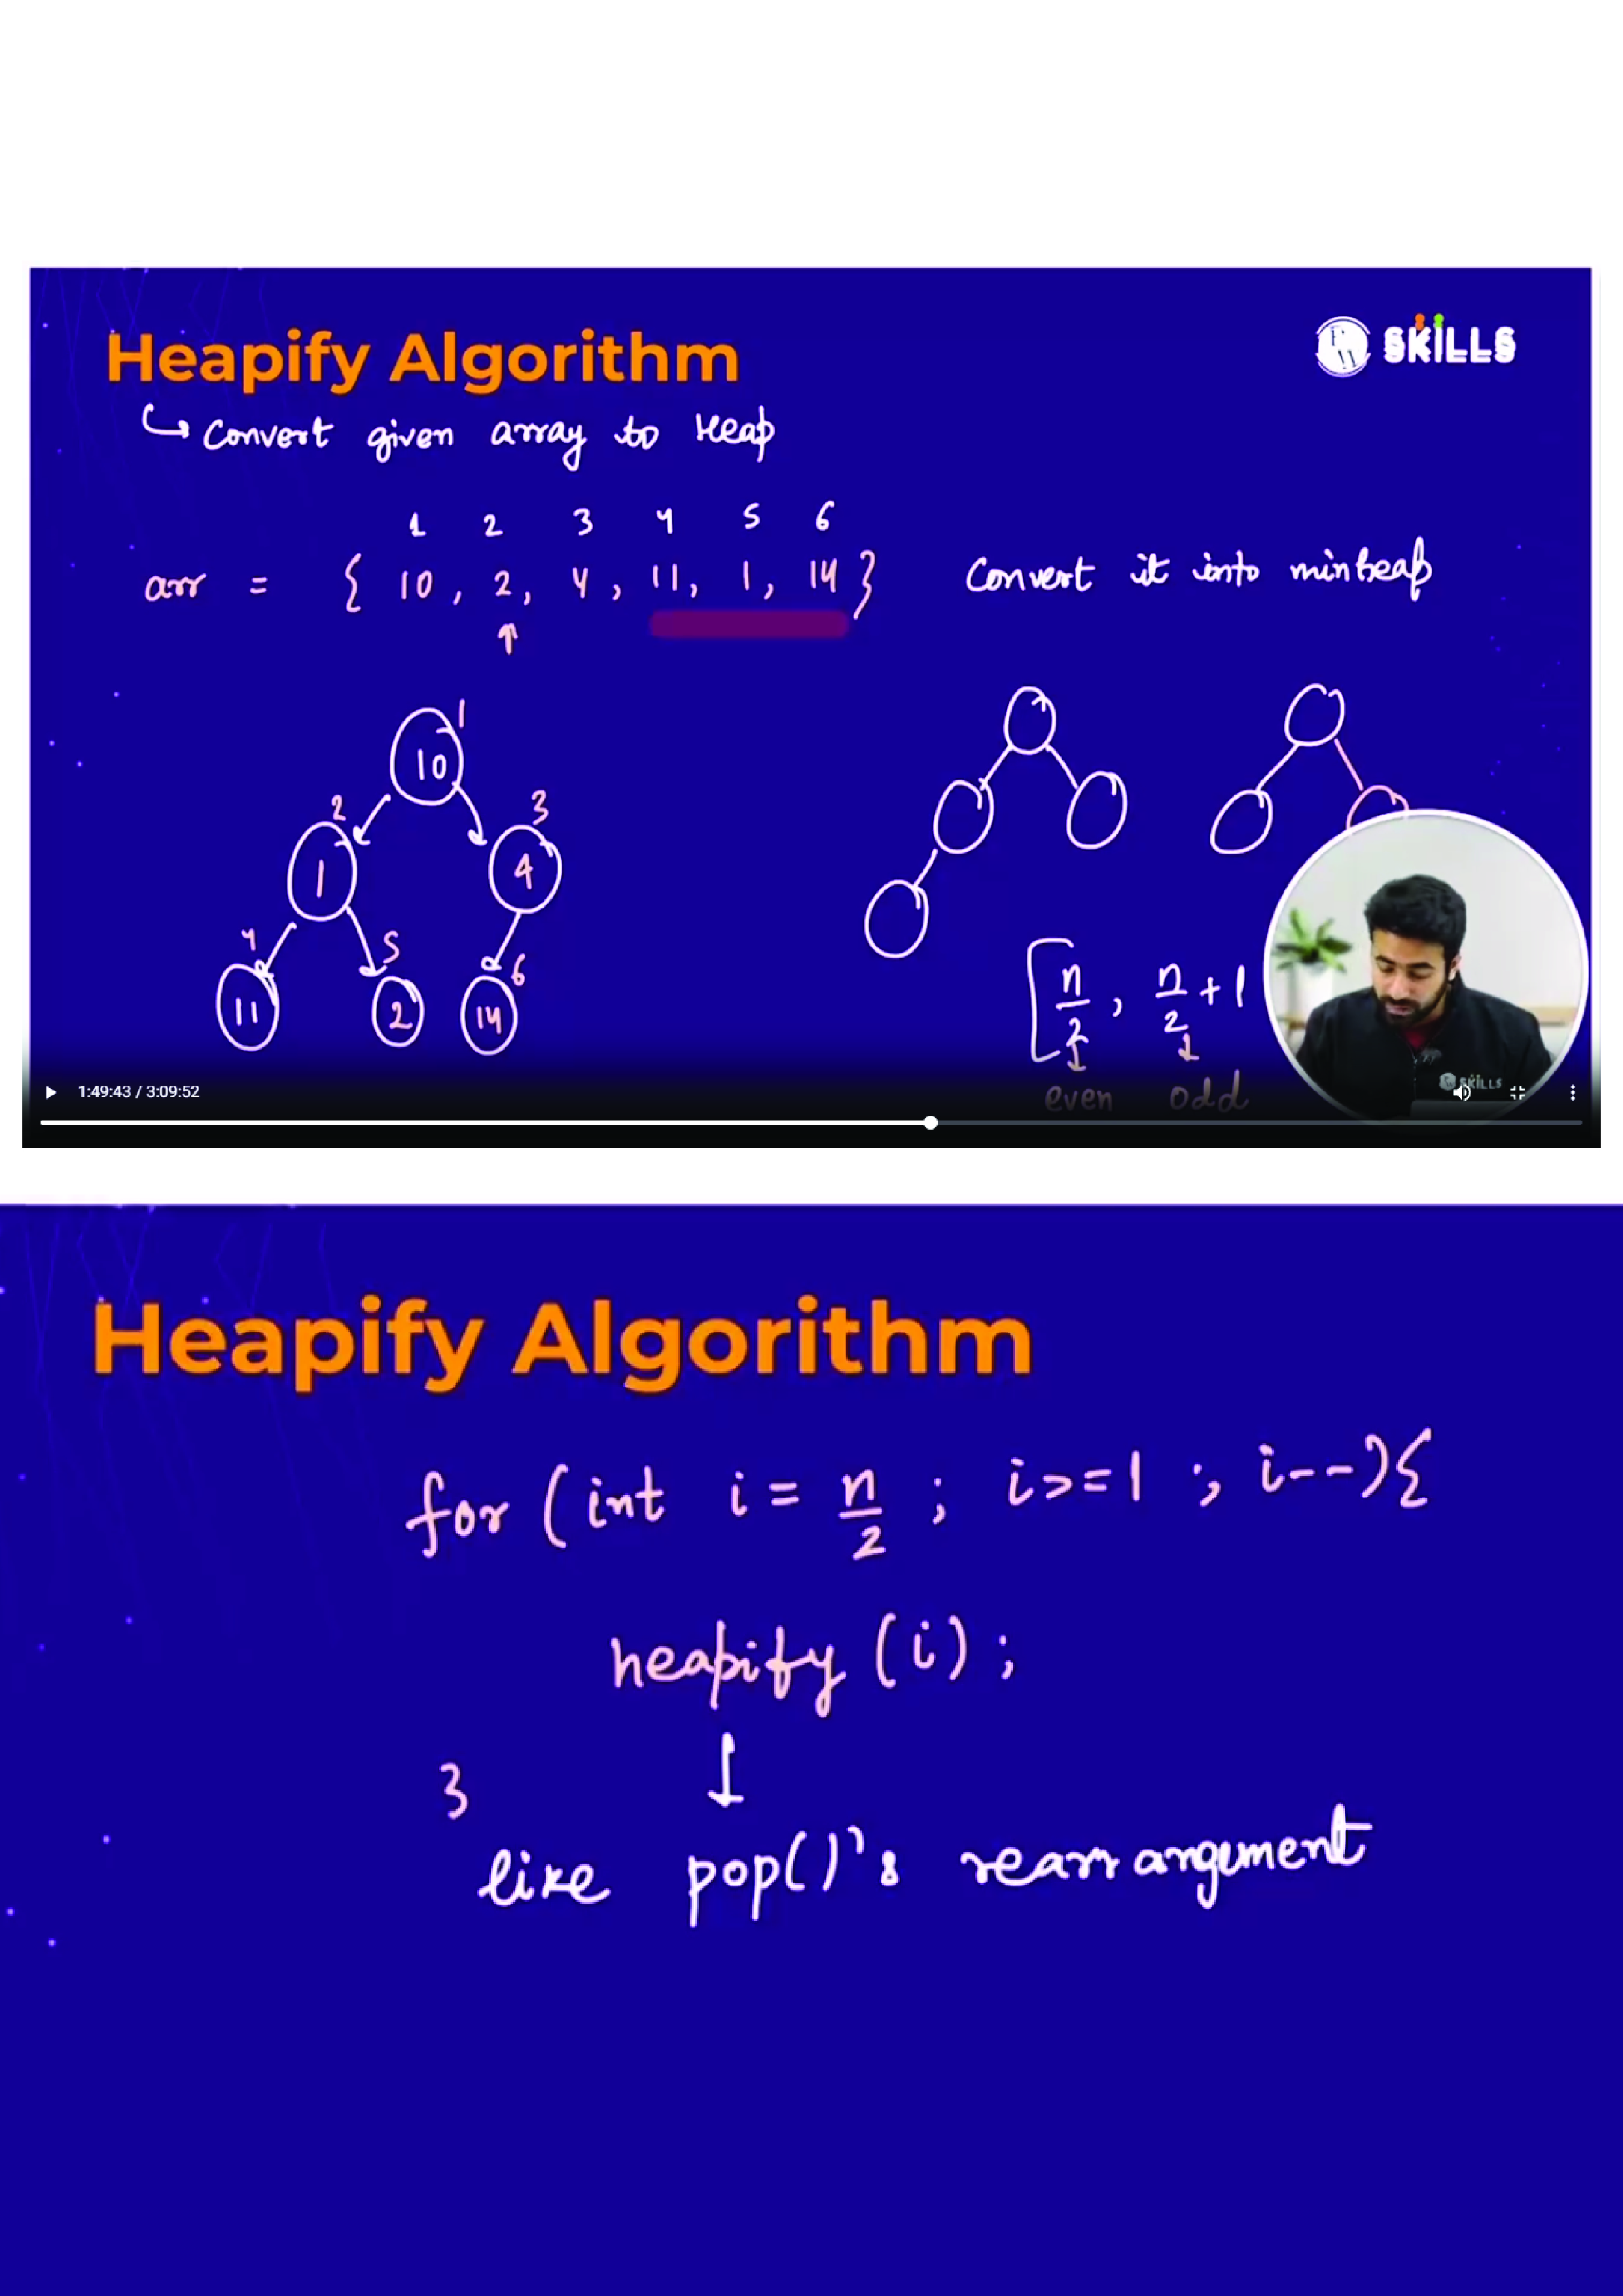 Heapify Algorithm
SKILLS
↳ Convert given array to Heap
1 2 3 4 5 6
arr = { 10, 2, 4, 11, 1, 14 } Convert it into minheap
↑
10 1
2 3
1 4
4 5 6
11 2 14
[ n/2 , n/2 + 1
even odd
SKILLS
1:49:43 / 3:09:52
Heapify Algorithm
for ( int i = n/2 ; i >= 1 ; i-- ) {
heapify (i) ;
}
like pop()'s rearrangement